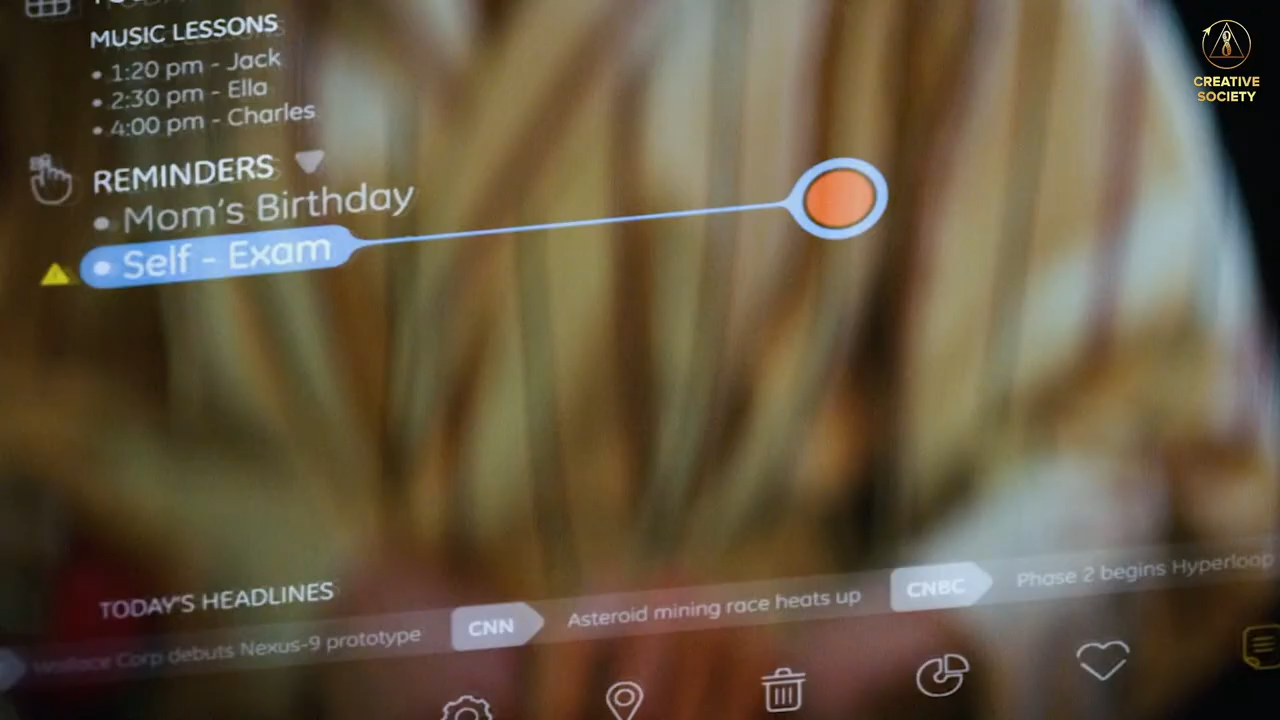 MUSIC LESSONS
• 1:20 pm - Jack
• 2:30 pm - Ella
• 4:00 pm - Charles
REMINDERS
• Mom's Birthday
• Self - Exam
TODAY'S HEADLINES
Wallace Corp debuts Nexus-9 prototype
CNN
Asteroid mining race heats up
CNBC
Phase 2 begins Hyperloop
CREATIVE
SOCIETY